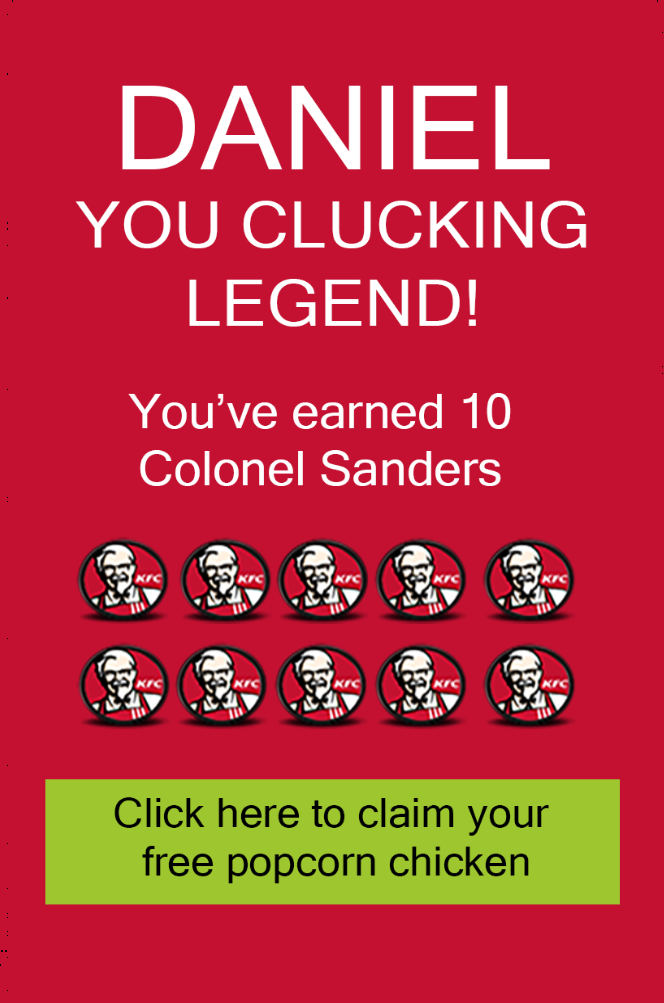 DANIEL
YOU CLUCKING
LEGEND!
You’ve earned 10
Colonel Sanders
KFC KFC KFC KFC KFC
KFC KFC KFC KFC KFC
Click here to claim your
free popcorn chicken